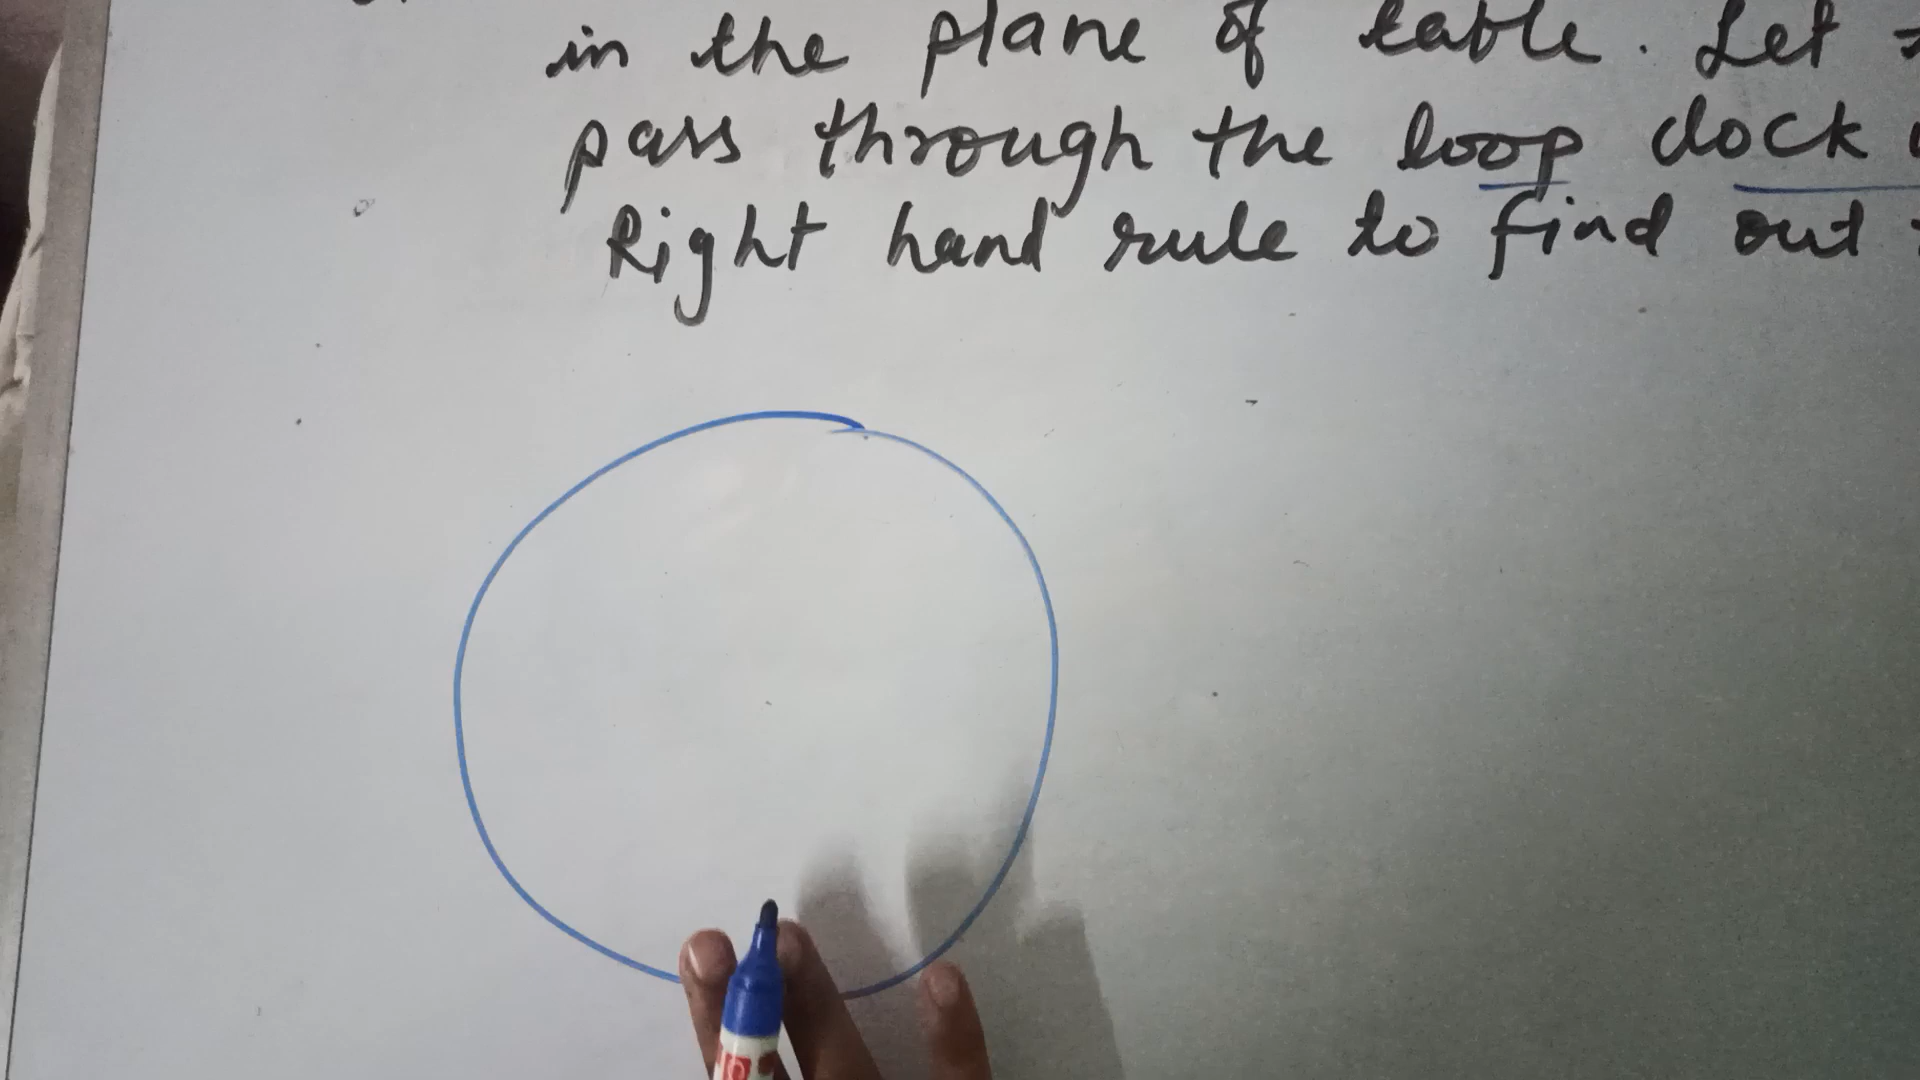 in the plane of table. Let
pass through the loop clock
Right hand rule to find out